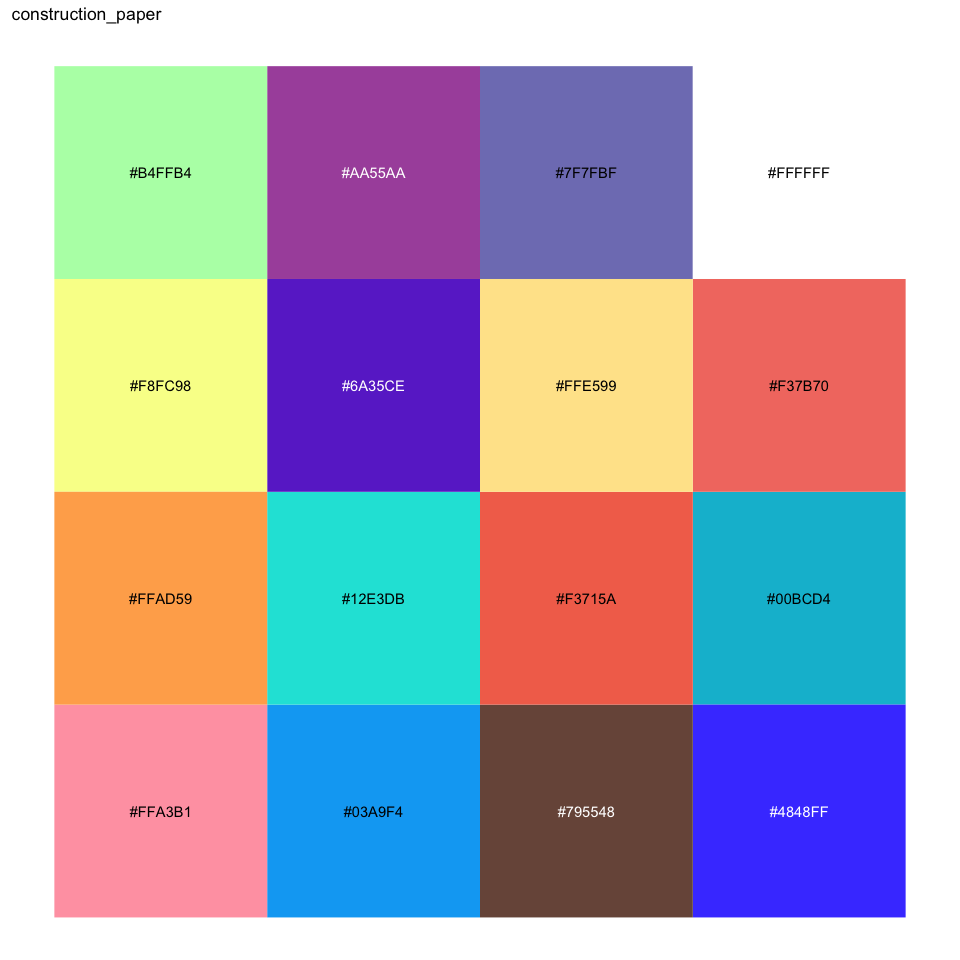 construction_paper
#B4FFB4 #AA55AA #7F7FBF #FFFFFF
#F8FC98 #6A35CE #FFE599 #F37B70
#FFAD59 #12E3DB #F3715A #00BCD4
#FFA3B1 #03A9F4 #795548 #4848FF